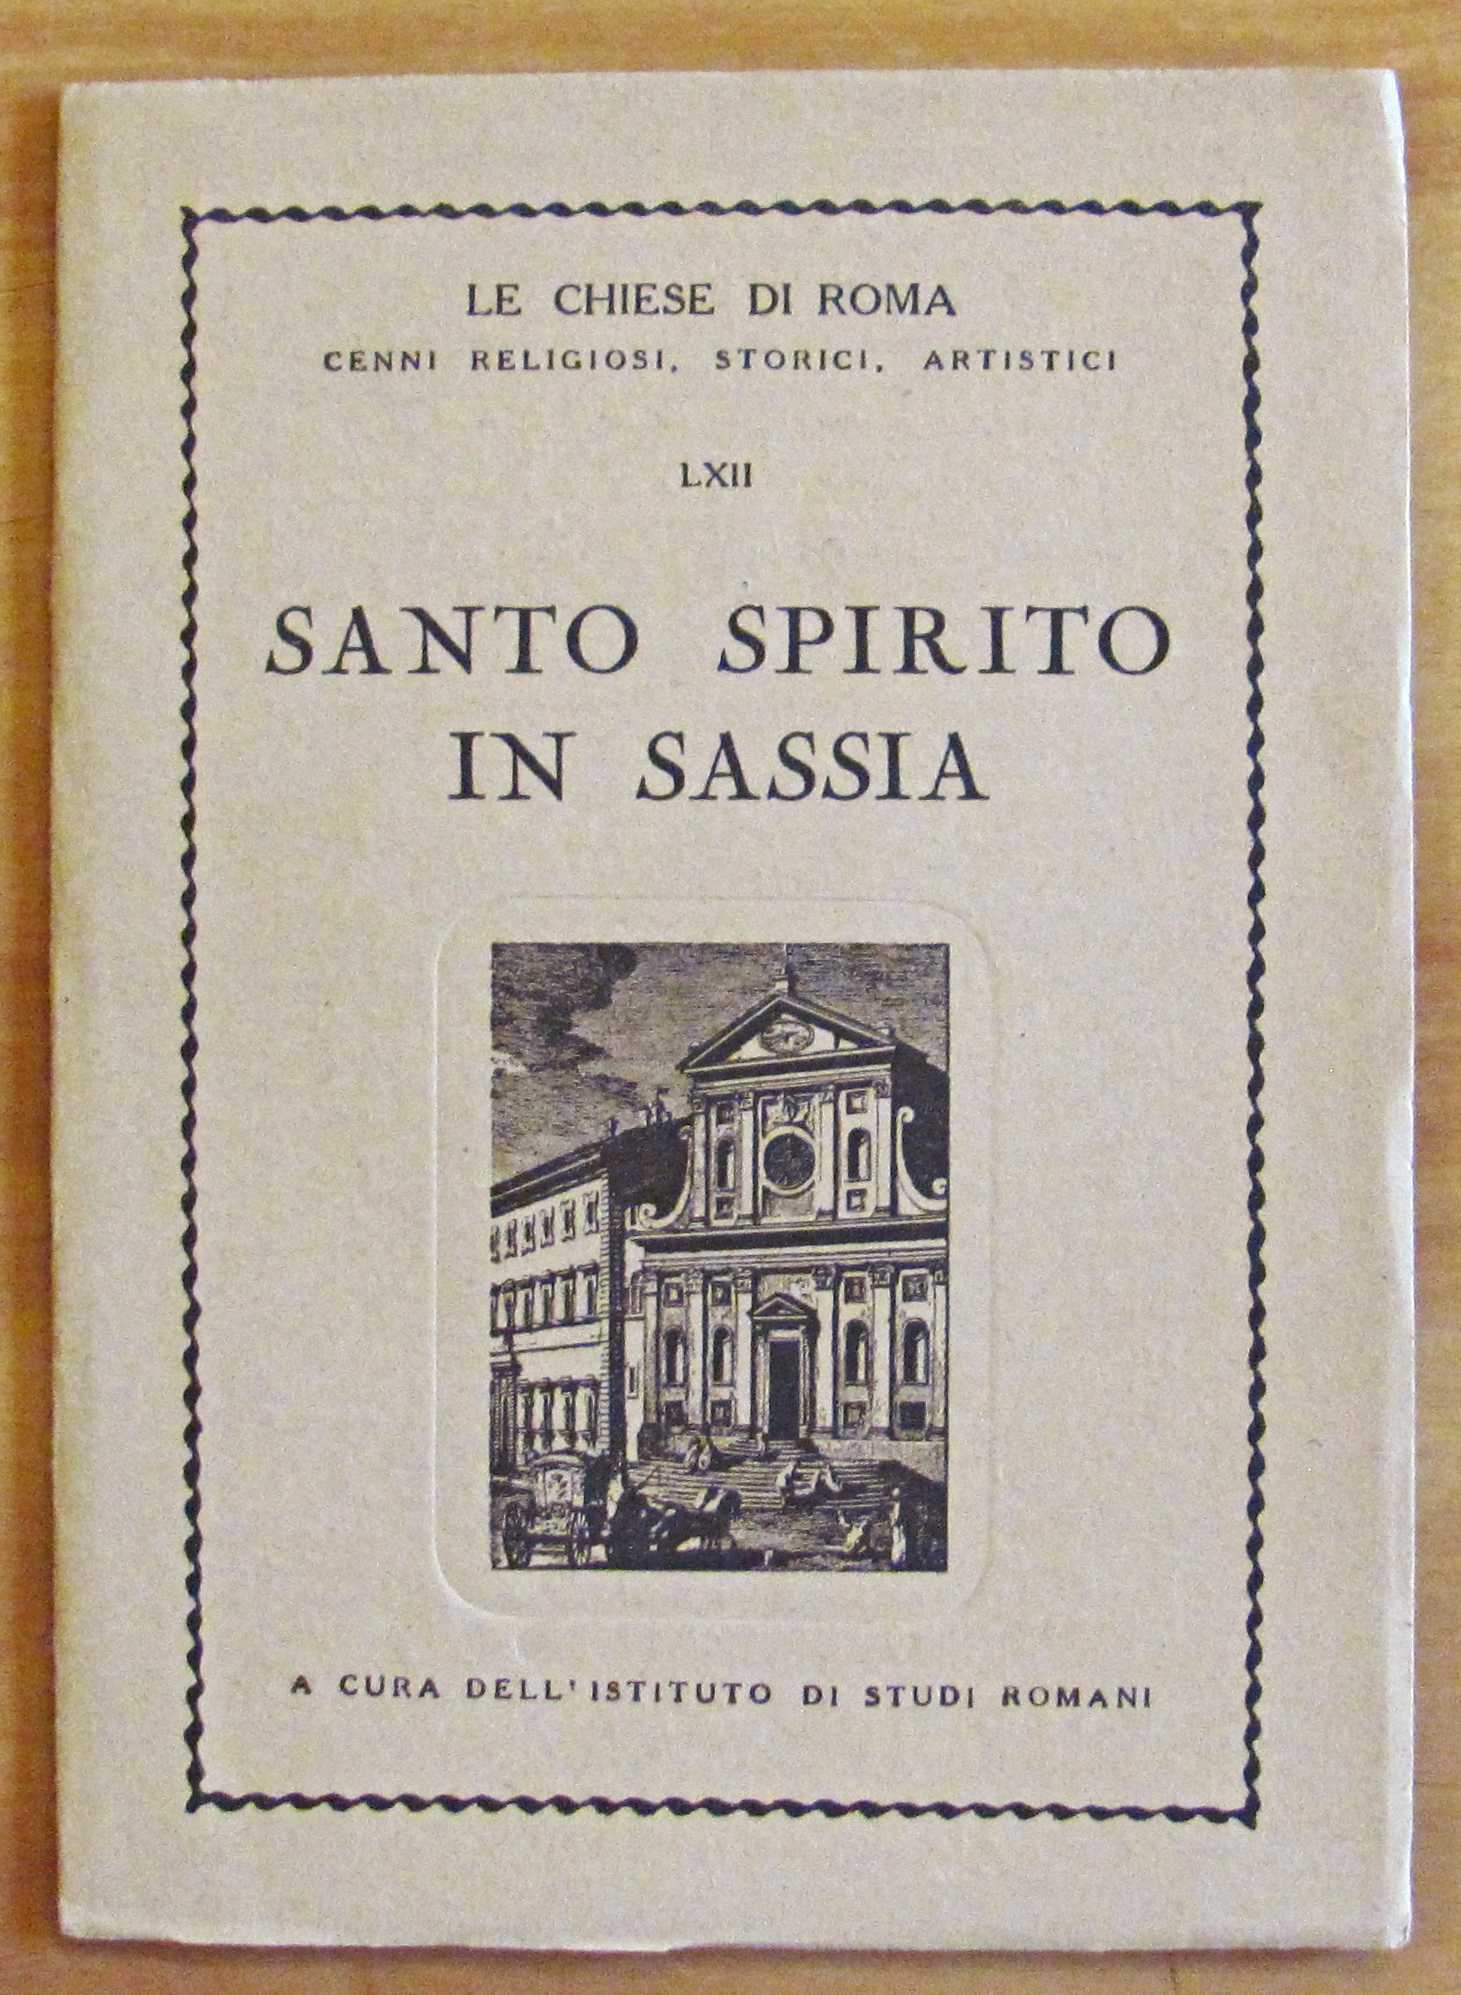 LE CHIESE DI ROMA
CENNI RELIGIOSI, STORICI, ARTISTICI
LXII
SANTO SPIRITO
IN SASSIA
A CURA DELL'ISTITUTO DI STUDI ROMANI